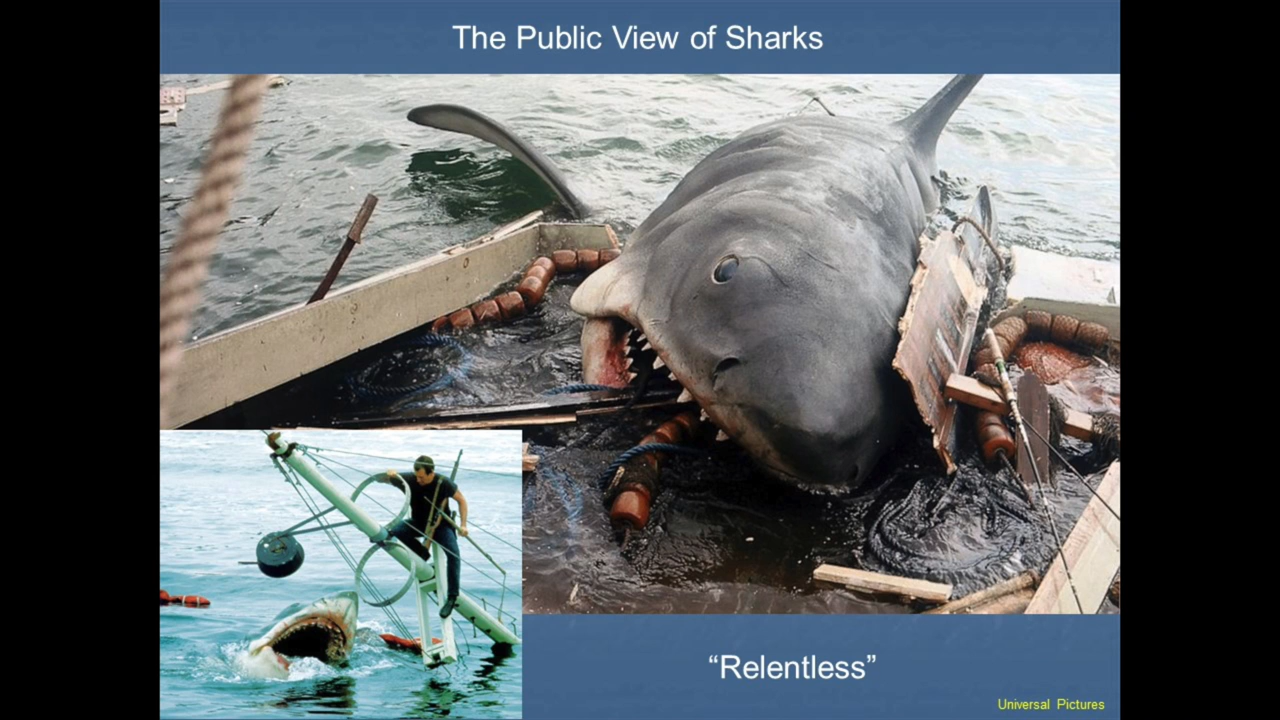 The Public View of Sharks
“Relentless”
Universal Pictures